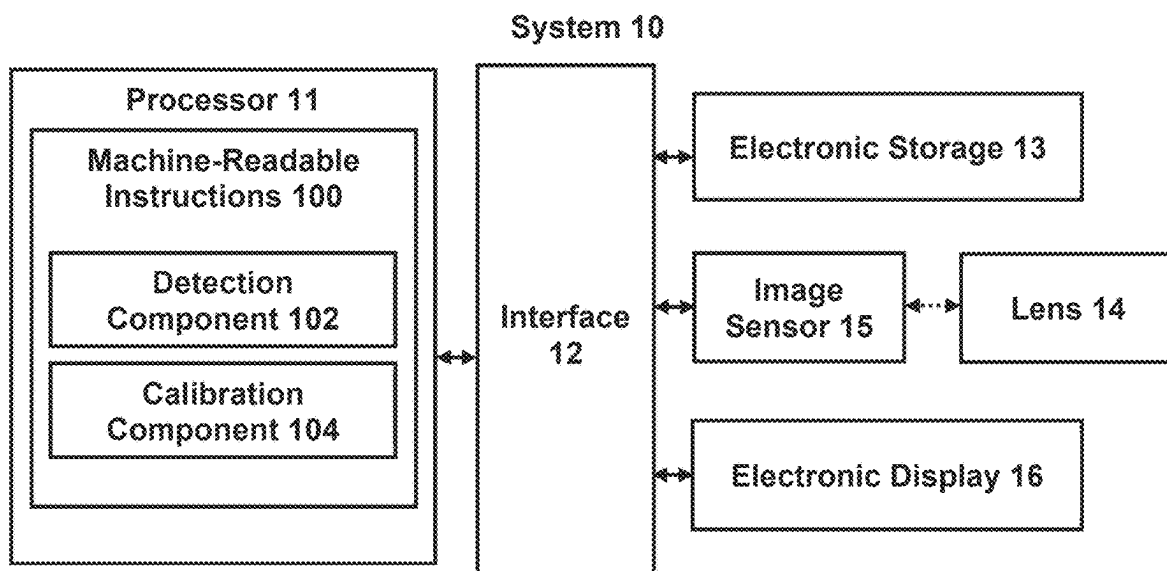 System 10
Processor 11
Machine-Readable
Instructions 100
Detection
Component 102
Calibration
Component 104
Interface
12
Electronic Storage 13
Image
Sensor 15
Lens 14
Electronic Display 16